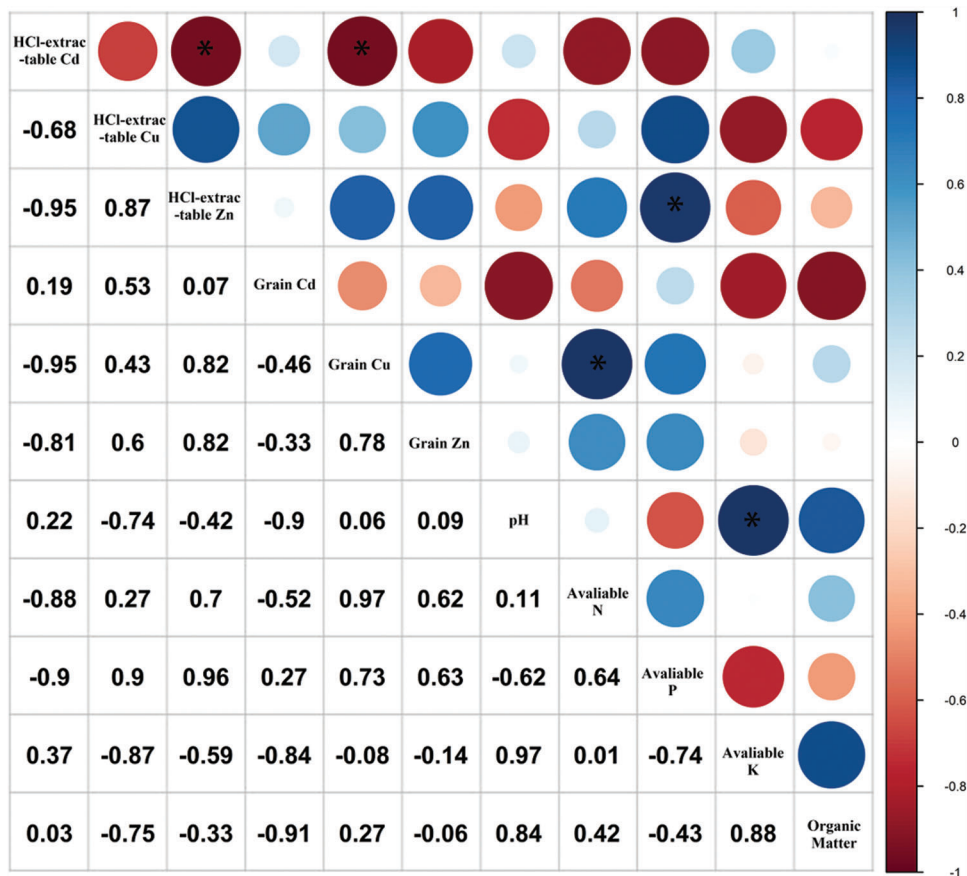 HCl-extrac
-table Cd
*
*
1
-0.68
HCl-extrac
-table Cu
0.8
-0.95 0.87
HCl-extrac
-table Zn
*
0.6
0.19 0.53 0.07 Grain Cd
0.4
-0.95 0.43 0.82 -0.46 Grain Cu
*
0.2
-0.81 0.6 0.82 -0.33 0.78 Grain Zn
0
0.22 -0.74 -0.42 -0.9 0.06 0.09 pH
*
-0.2
-0.88 0.27 0.7 -0.52 0.97 0.62 0.11
Avaliable
N
-0.4
-0.9 0.9 0.96 0.27 0.73 0.63 -0.62 0.64
Avaliable
P
-0.6
0.37 -0.87 -0.59 -0.84 -0.08 -0.14 0.97 0.01 -0.74
Avaliable
K
-0.8
0.03 -0.75 -0.33 -0.91 0.27 -0.06 0.84 0.42 -0.43 0.88
Organic
Matter
-1